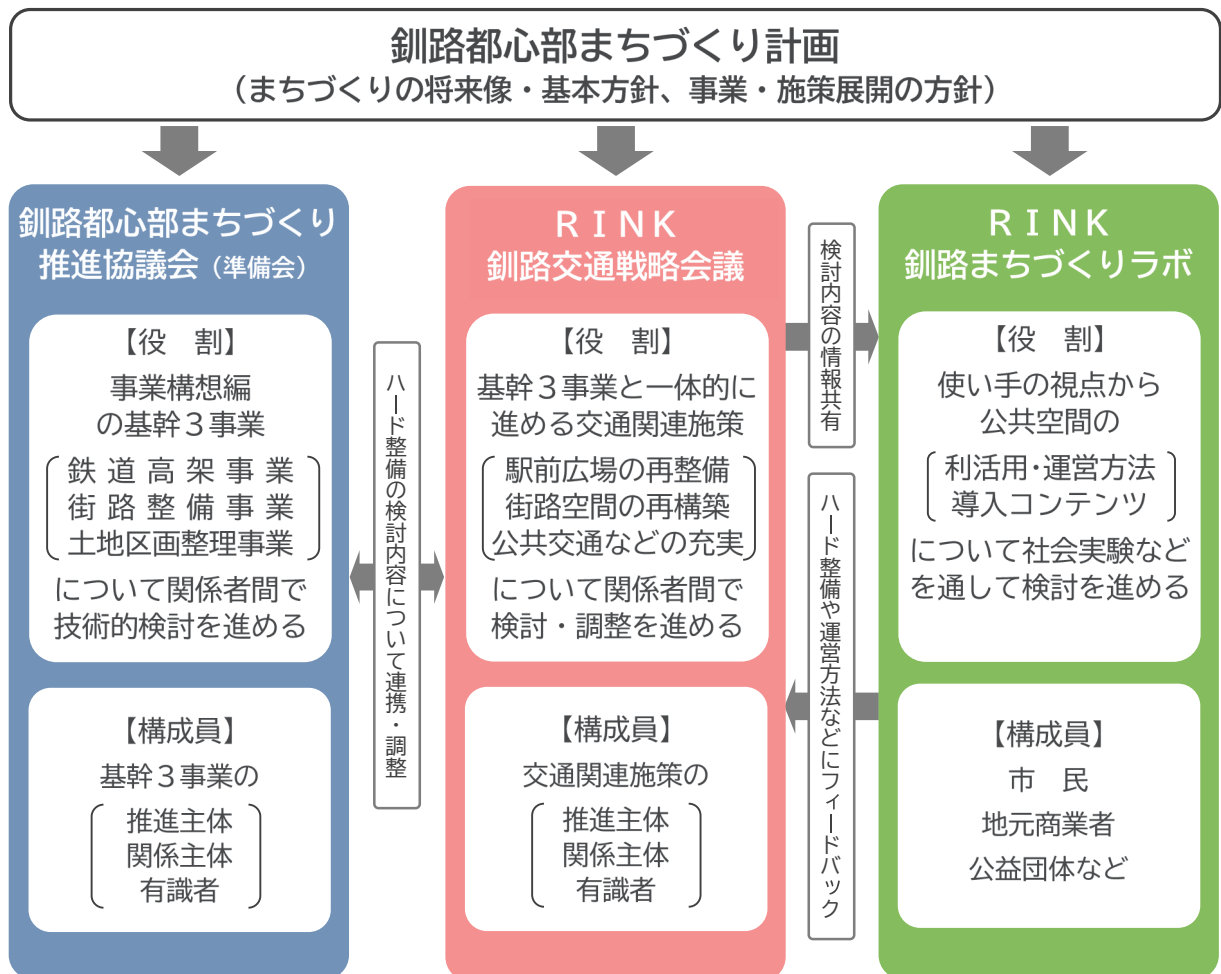 釧路都心部まちづくり計画
（まちづくりの将来像・基本方針、事業・施策展開の方針）
釧路都心部まちづくり
推進協議会（準備会）
【役　割】
事業構想編
の基幹３事業
鉄道高架事業
街路整備事業
土地区画整理事業
について関係者間で
技術的検討を進める
【構成員】
基幹３事業の
推進主体
関係主体
有識者
ハード整備の検討内容について連携・調整
ＲＩＮＫ
釧路交通戦略会議
【役　割】
基幹３事業と一体的に
進める交通関連施策
駅前広場の再整備
街路空間の再構築
公共交通などの充実
について関係者間で
検討・調整を進める
【構成員】
交通関連施策の
推進主体
関係主体
有識者
検討内容の情報共有
ハード整備や運営方法などにフィードバック
ＲＩＮＫ
釧路まちづくりラボ
【役　割】
使い手の視点から
公共空間の
利活用・運営方法
導入コンテンツ
について社会実験など
を通して検討を進める
【構成員】
市　民
地元商業者
公益団体など